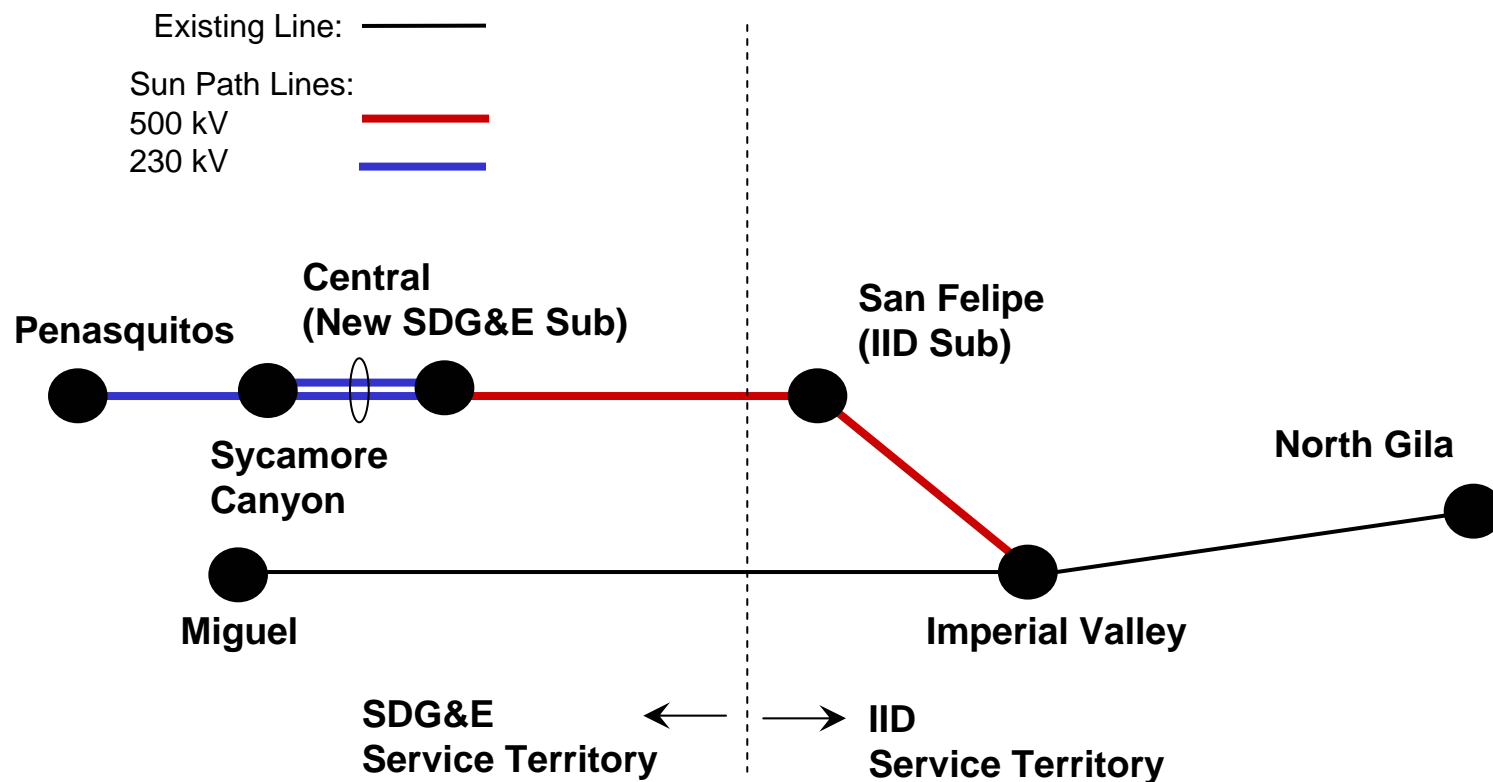 Existing Line:
Sun Path Lines:
500 kV
230 kV
Central
(New SDG&E Sub)
Penasquitos
San Felipe
(IID Sub)
Sycamore
Canyon
North Gila
Miguel
Imperial Valley
SDG&E
Service Territory
IID
Service Territory